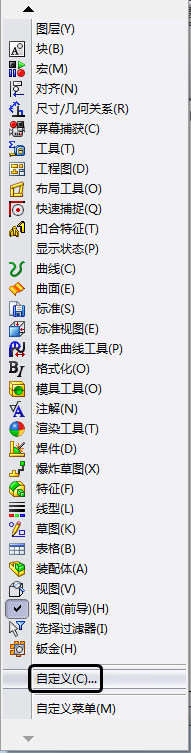 图层(Y)
块(B)
宏(M)
对齐(N)
尺寸/几何关系(R)
屏幕捕获(C)
工具(T)
工程图(D)
布局工具(O)
快速捕捉(Q)
扣合特征(T)
显示状态(P)
曲线(C)
曲面(E)
标准(S)
标准视图(E)
样条曲线工具(P)
格式化(O)
模具工具(O)
注解(N)
渲染工具(T)
焊件(D)
爆炸草图(X)
特征(F)
线型(L)
草图(K)
表格(B)
装配体(A)
视图(V)
视图(前导)(H)
选择过滤器(I)
钣金(H)
自定义(C)...
自定义菜单(M)